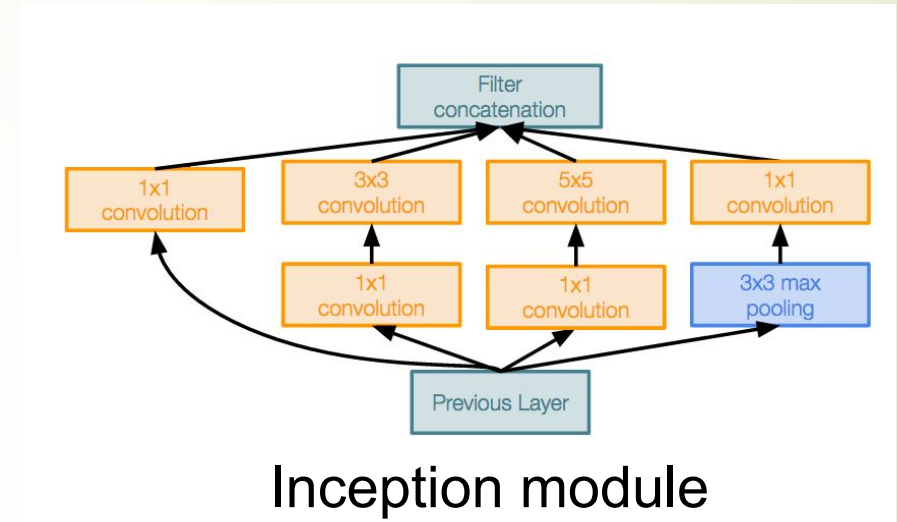 Filter
concatenation
1x1
convolution
3x3
convolution
5x5
convolution
1x1
convolution
1x1
convolution
1x1
convolution
3x3 max
pooling
Previous Layer
Inception module